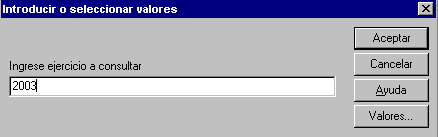 Introducir o seleccionar valores
Aceptar
Ingrese ejercicio a consultar
Cancelar
2003
Ayuda
Valores...